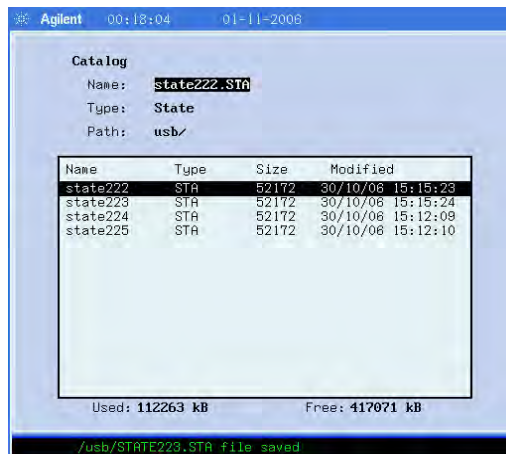 Agilent 00:18:04 01-11-2006
Catalog
Name: state222.STA
Type: State
Path: usb/
Name Type Size Modified
state222 STA 52172 30/10/06 15:15:23
state223 STA 52172 30/10/06 15:15:24
state224 STA 52172 30/10/06 15:12:09
state225 STA 52172 30/10/06 15:12:10
Used: 112263 kB Free: 417071 kB
/usb/STATE223.STA file saved